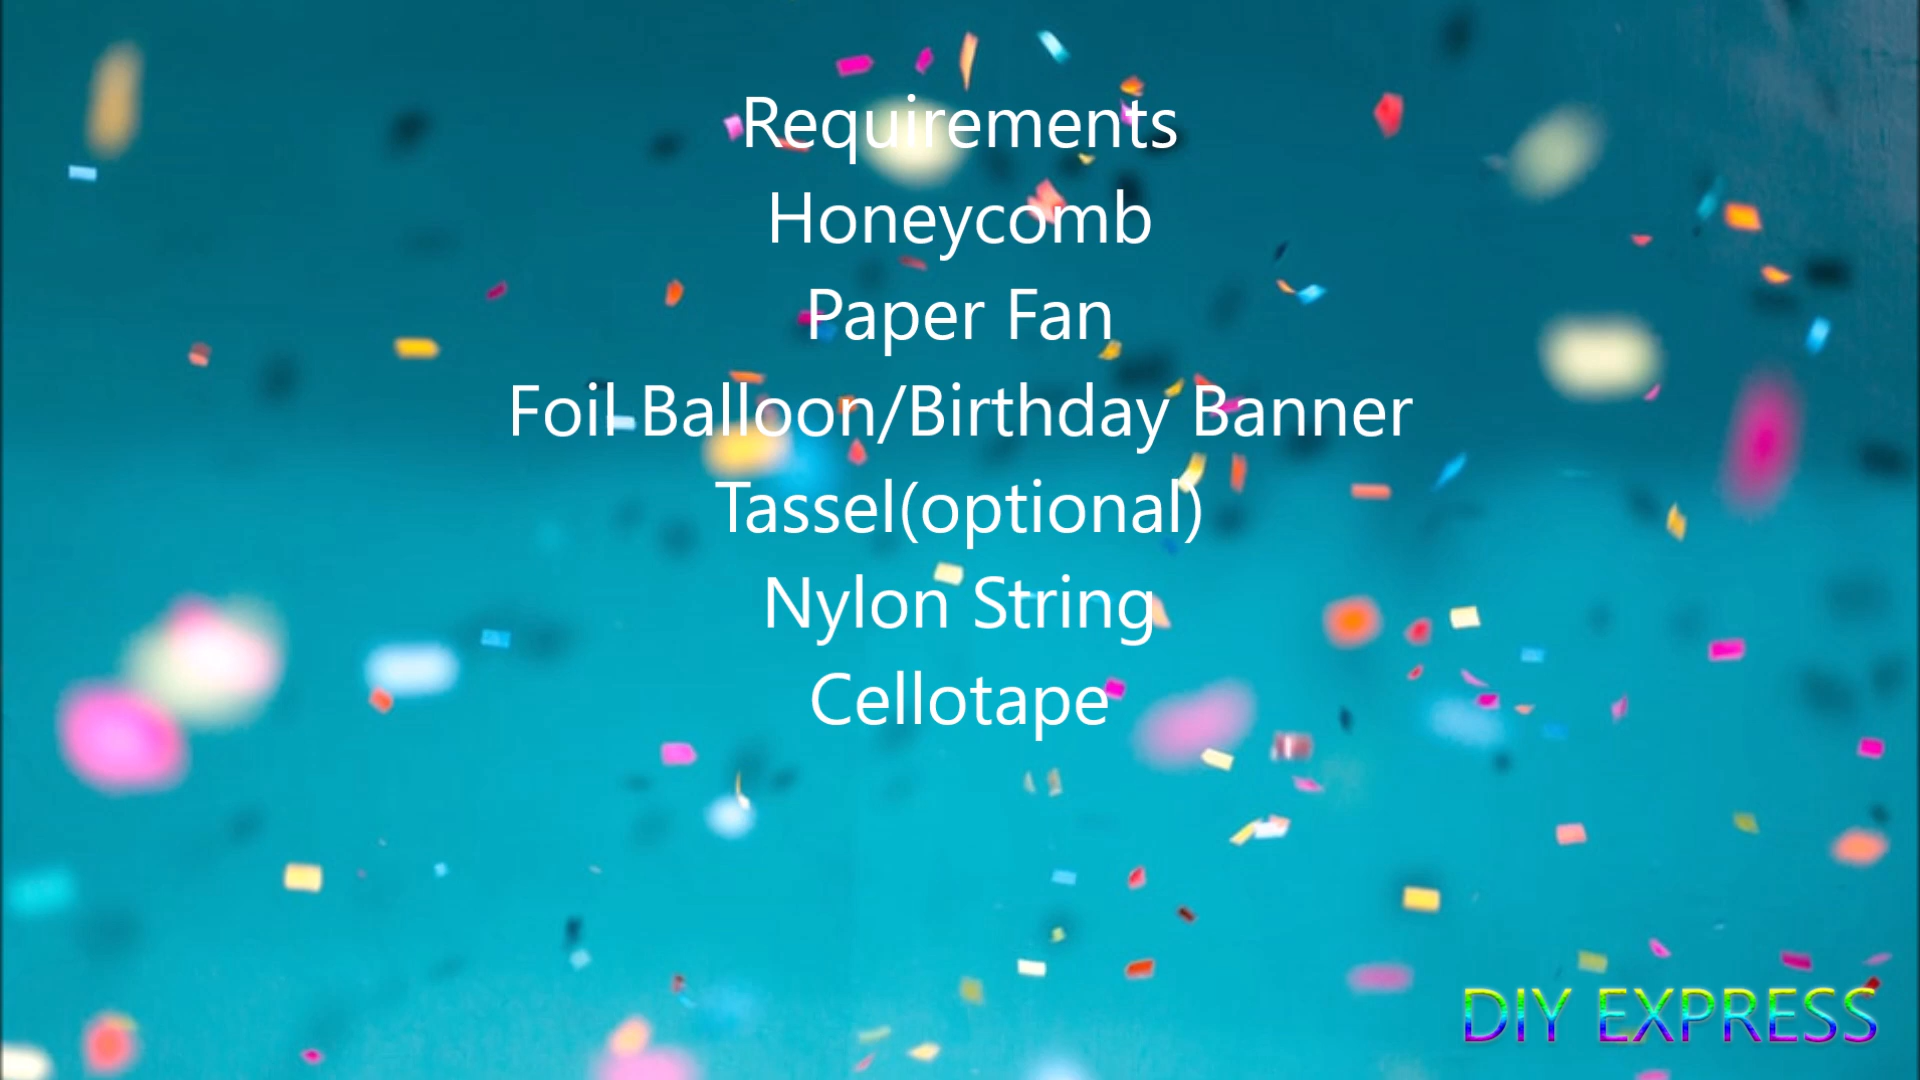 Requirements
Honeycomb
Paper Fan
Foil Balloon/Birthday Banner
Tassel(optional)
Nylon String
Cellotape
DIY EXPRESS